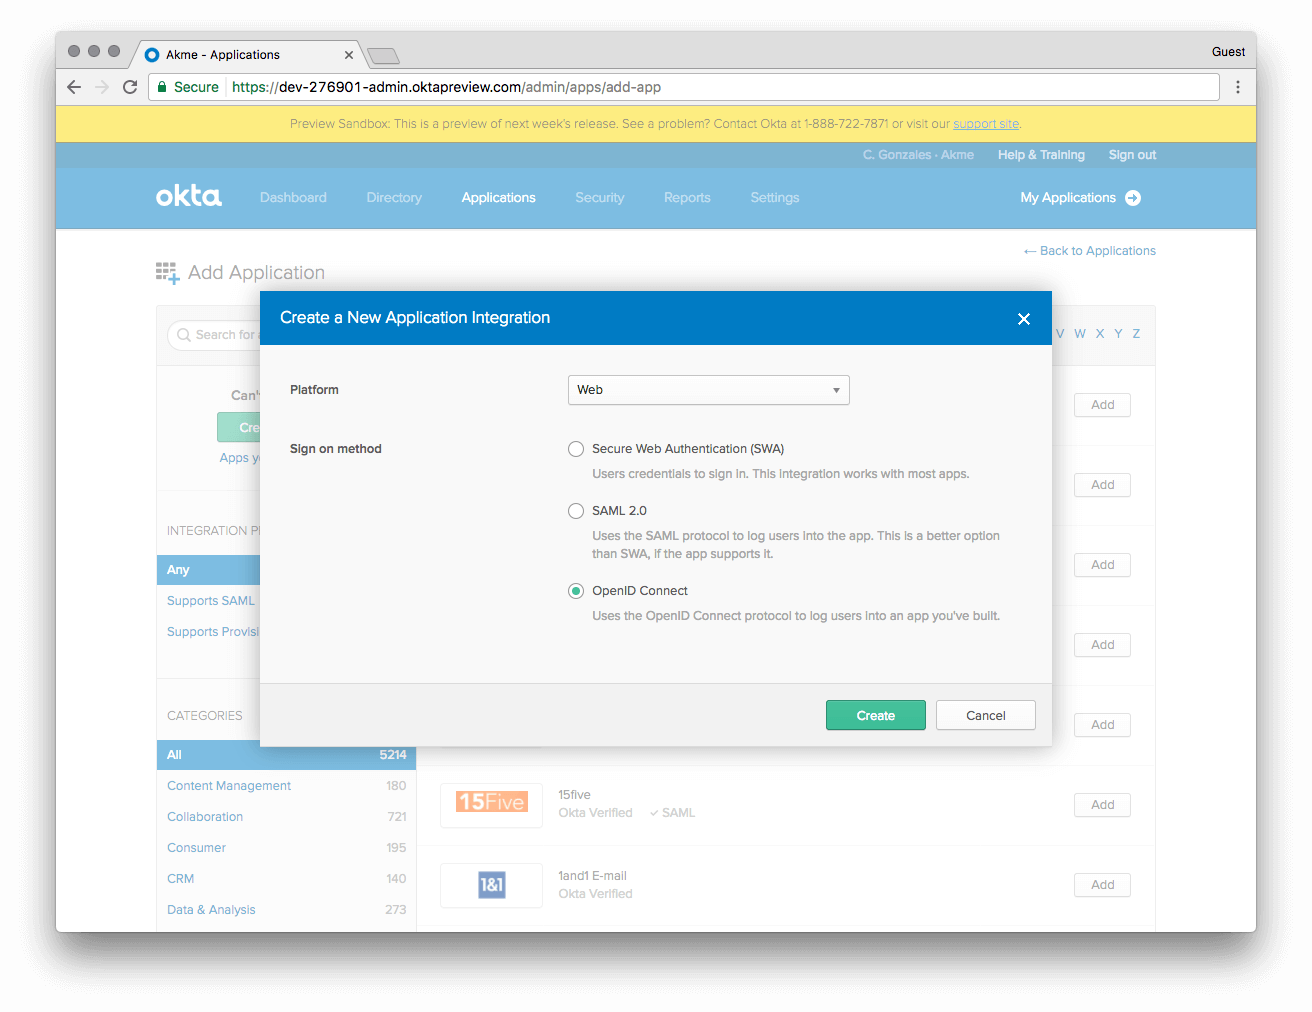 Akme - Applications
Guest
Secure https://dev-276901-admin.oktapreview.com/admin/apps/add-app
Preview Sandbox: This is a preview of next week's release. See a problem? Contact Okta at 1-888-722-7871 or visit our support site.
C. Gonzales · Akme Help & Training Sign out
okta Dashboard Directory Applications Security Reports Settings My Applications
← Back to Applications
Add Application
Create a New Application Integration
Search for
V W X Y Z
Platform Web
Sign on method
Secure Web Authentication (SWA)
Users credentials to sign in. This integration works with most apps.
SAML 2.0
Uses the SAML protocol to log users into the app. This is a better option
than SWA, if the app supports it.
OpenID Connect
Uses the OpenID Connect protocol to log users into an app you've built.
Create Cancel
Can'
Cre
Apps y
INTEGRATION P
Any
Supports SAML
Supports Provisi
CATEGORIES
All 5214
Content Management 180
Collaboration 721
Consumer 195
CRM 140
Data & Analysis 273
Add
Add
Add
Add
Add
15Five
15five
Okta Verified ✓ SAML
Add
1&1
1and1 E-mail
Okta Verified
Add